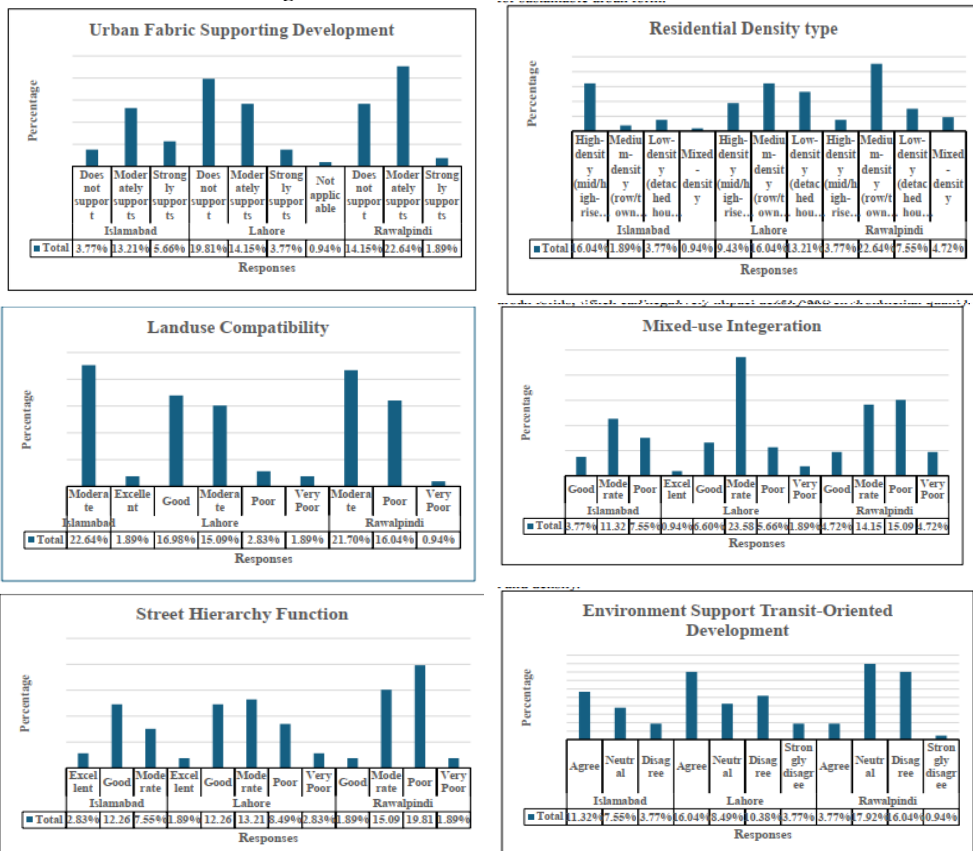 Urban Fabric Supporting Development
Percentage
Does not support Moderately supports Strongly supports Does not support Moderately supports Strongly supports Not applicable Does not support Moderately supports Strongly supports
Islamabad Lahore Rawalpindi
Total 3.77% 13.21% 5.66% 19.81% 14.15% 3.77% 0.94% 14.15% 22.64% 1.89%
Responses
for sustainable urban form.
Residential Density type
Percentage
High-density (mid/high-rise... Medium-density (row/town... Low-density (detached hou... Mixed-density High-density (mid/high-rise... Medium-density (row/town... Low-density (detached hou... High-density (mid/high-rise... Medium-density (row/town... Low-density (detached hou... Mixed-density
Islamabad Lahore Rawalpindi
Total 16.04% 1.89% 3.77% 0.94% 9.43% 16.04% 13.21% 3.77% 22.64% 7.55% 4.72%
Responses
Landuse Compatibility
Percentage
Moderate Excellent Good Moderate Poor Very Poor Moderate Poor Very Poor
Islamabad Lahore Rawalpindi
Total 22.64% 1.89% 16.98% 15.09% 2.83% 1.89% 21.70% 16.04% 0.94%
Responses
Mixed-use Integeration
Percentage
Good Moderate Poor Excellent Good Moderate Poor Very Poor Good Moderate Poor Very Poor
Islamabad Lahore Rawalpindi
Total 3.77% 11.32 7.55% 0.94% 6.60% 23.58 5.66% 1.89% 4.72% 14.15 15.09 4.72%
Responses
Street Hierarchy Function
Percentage
Excellent Good Moderate Excellent Good Moderate Poor Very Poor Good Moderate Poor Very Poor
Islamabad Lahore Rawalpindi
Total 2.83% 12.26 7.55% 1.89% 12.26 13.21 8.49% 2.83% 1.89% 15.09 19.81 1.89%
Responses
and density.
Environment Support Transit-Oriented
Development
Percentage
Agree Neutral Disagree Agree Neutral Disagree Strongly disagree Agree Neutral Disagree Strongly disagree
Islamabad Lahore Rawalpindi
Total 11.32% 7.55% 3.77% 16.04% 8.49% 10.38% 3.77% 3.77% 17.92% 16.04% 0.94%
Responses